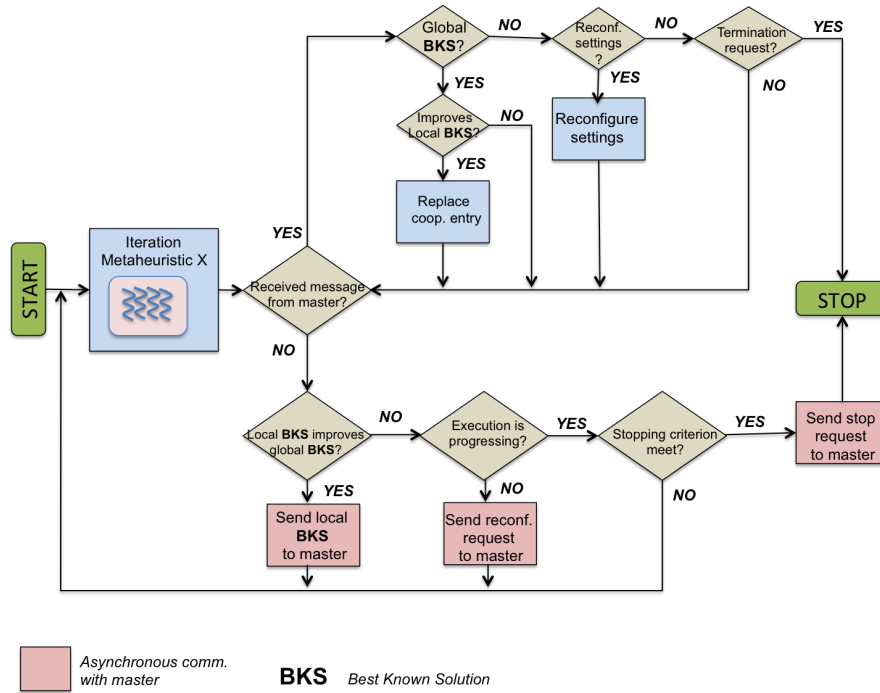 Global
BKS?
NO
Reconf.
settings
?
NO
Termination
request?
YES
YES
YES
NO
Improves
Local BKS?
NO
Reconfigure
settings
YES
Replace
coop. entry
START
Iteration
Metaheuristic X
YES
Received message
from master?
STOP
NO
Local BKS improves
global BKS?
NO
Execution is
progressing?
YES
Stopping criterion
meet?
YES
Send stop
request
to master
YES
NO
NO
Send local
BKS
to master
Send reconf.
request
to master
Asynchronous comm.
with master
BKS Best Known Solution